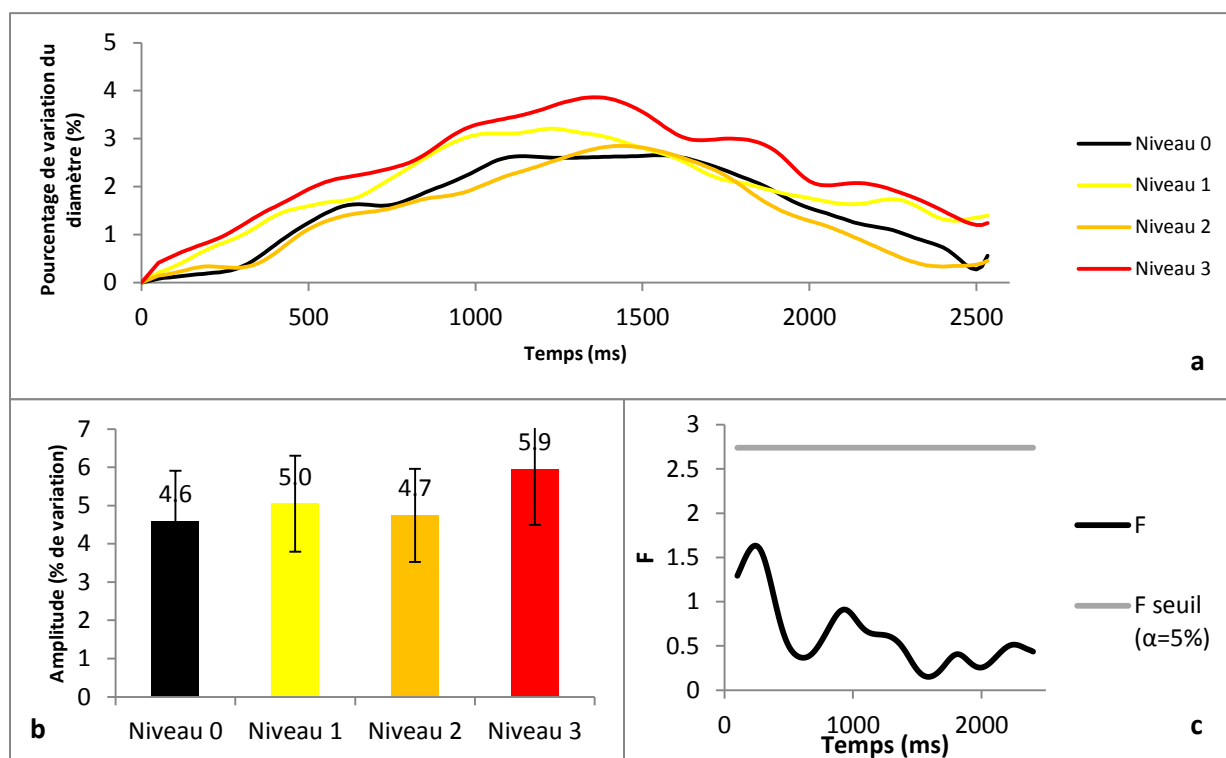 Pourcentage de variation du
diamètre (%)
5
4
3
2
1
0
0 500 1000 1500 2000 2500
Temps (ms)
Niveau 0
Niveau 1
Niveau 2
Niveau 3
a
Amplitude (% de variation)
7
6
5
4
3
2
1
0
4.6 5.0 4.7 5.9
Niveau 0 Niveau 1 Niveau 2 Niveau 3
b
F
3
2.5
2
1.5
1
0.5
0
0 1000 2000
Temps (ms)
F
F seuil
(α=5%)
c